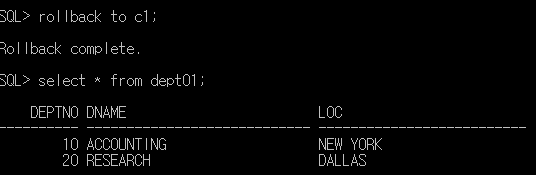 SQL> rollback to c1;
Rollback complete.
SQL> select * from dept01;
DEPTNO DNAME LOC
---------- ---------------------------- --------------------------
10 ACCOUNTING NEW YORK
20 RESEARCH DALLAS